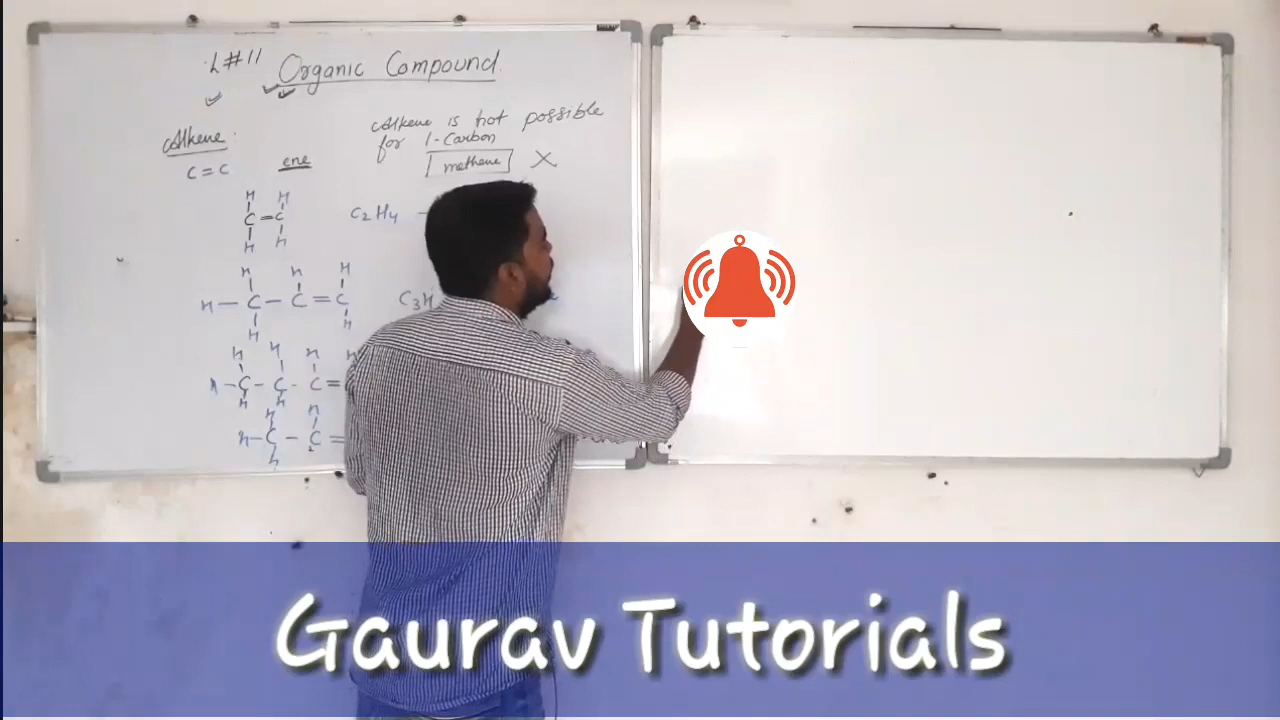 L#11 Organic Compound.
Alkene.
C=C ene
Alkene is not possible
for 1-Carbon
methene X
H H
C=C
H H
C2H4 -
H H H
H-C-C=C
H H
C3H
H H H H
H-C-C-C=
H H
H H
H-C-C=
H
Gaurav Tutorials